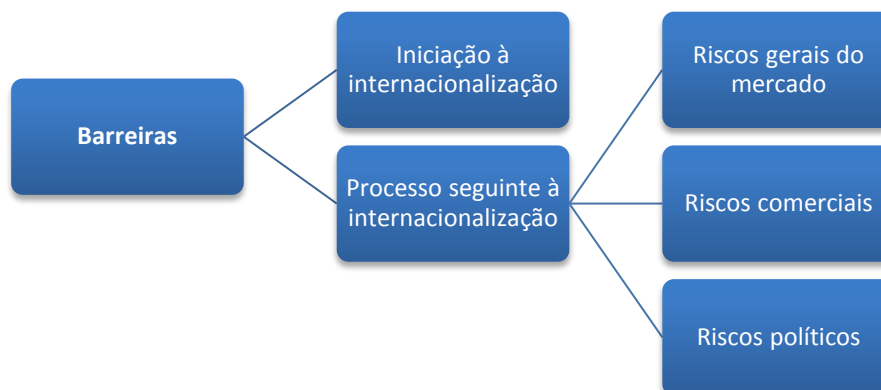 Barreiras
Iniciação à
internacionalização
Processo seguinte à
internacionalização
Riscos gerais do
mercado
Riscos comerciais
Riscos políticos